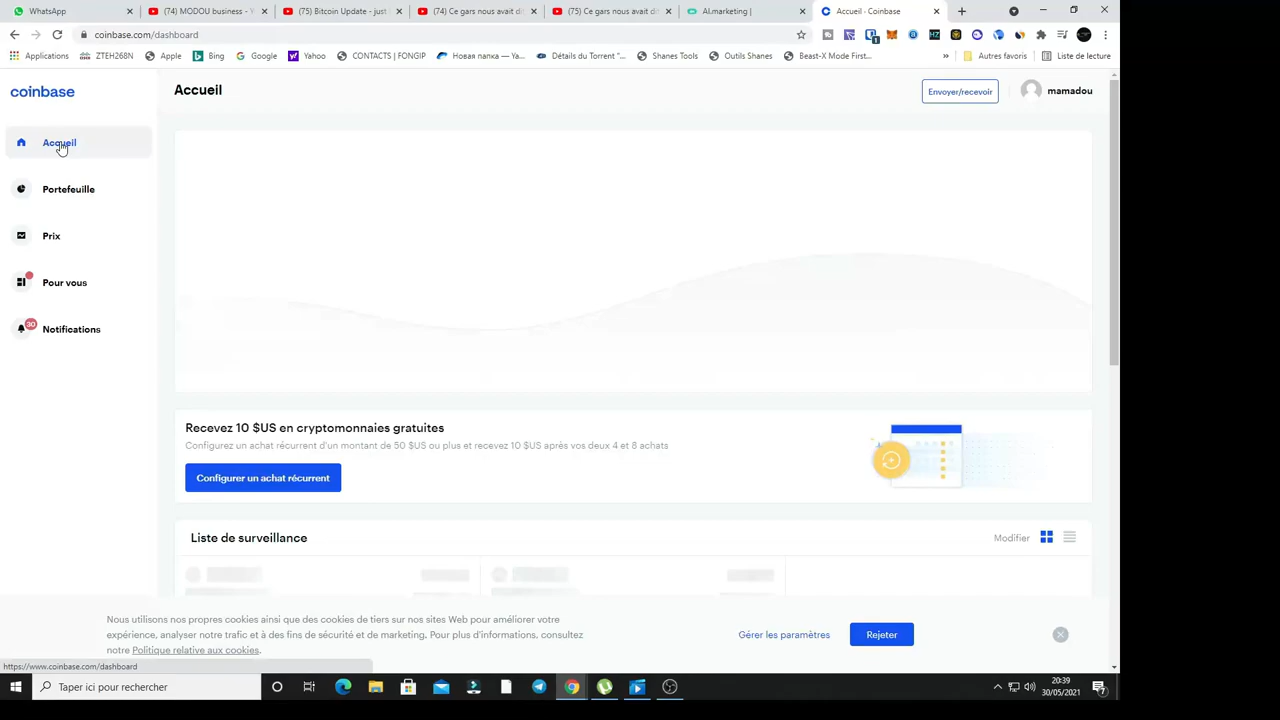 WhatsApp
(74) MODOU business - Y
(75) Bitcoin Update - just
(74) Ce gars nous avait di
(75) Ce gars nous avait di
AI.marketing |
Accueil - Coinbase
coinbase.com/dashboard
Applications
ZTEH268N
Apple
Bing
Google
Yahoo
CONTACTS | FONGIP
Новая папка — Ya...
Détails du Torrent "...
Shanes Tools
Outils Shanes
Beast-X Mode First...
»
Autres favoris
Liste de lecture
coinbase
Accueil
Envoyer/recevoir
mamadou
Accueil
Portefeuille
Prix
Pour vous
30
Notifications
Recevez 10 $US en cryptomonnaies gratuites
Configurez un achat récurrent d'un montant de 50 $US ou plus et recevez 10 $US après vos deux 4 et 8 achats
Configurer un achat récurrent
Liste de surveillance
Modifier
Nous utilisons nos propres cookies ainsi que des cookies de tiers sur nos sites Web pour améliorer votre
expérience, analyser notre trafic et à des fins de sécurité et de marketing. Pour plus d'informations, consultez
notre Politique relative aux cookies.
Gérer les paramètres
Rejeter
https://www.coinbase.com/dashboard
Taper ici pour rechercher
20:39
30/05/2021